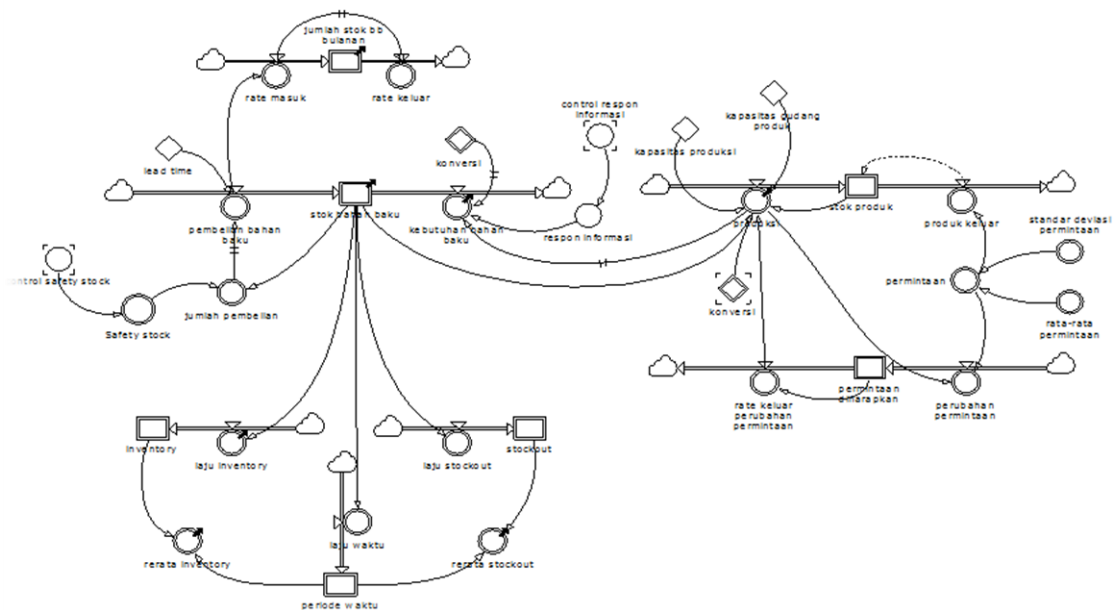 jumlah stok bb
bulanan
rate masuk
rate keluar
control respon
informasi
kapasitas gudang
produk
kapasitas produksi
lead time
konversi
stok bahan baku
pembelian bahan
baku
kebutuhan bahan
baku
respon informasi
produksi
stok produk
produk keluar
standar deviasi
permintaan
permintaan
control safety stock
Safety stock
jumlah pembelian
konversi
rata-rata
permintaan
rate keluar
perubahan
permintaan
permintaan
diharapkan
perubahan
permintaan
inventory
laju inventory
laju stockout
stockout
laju waktu
rerata inventory
rerata stockout
periode waktu